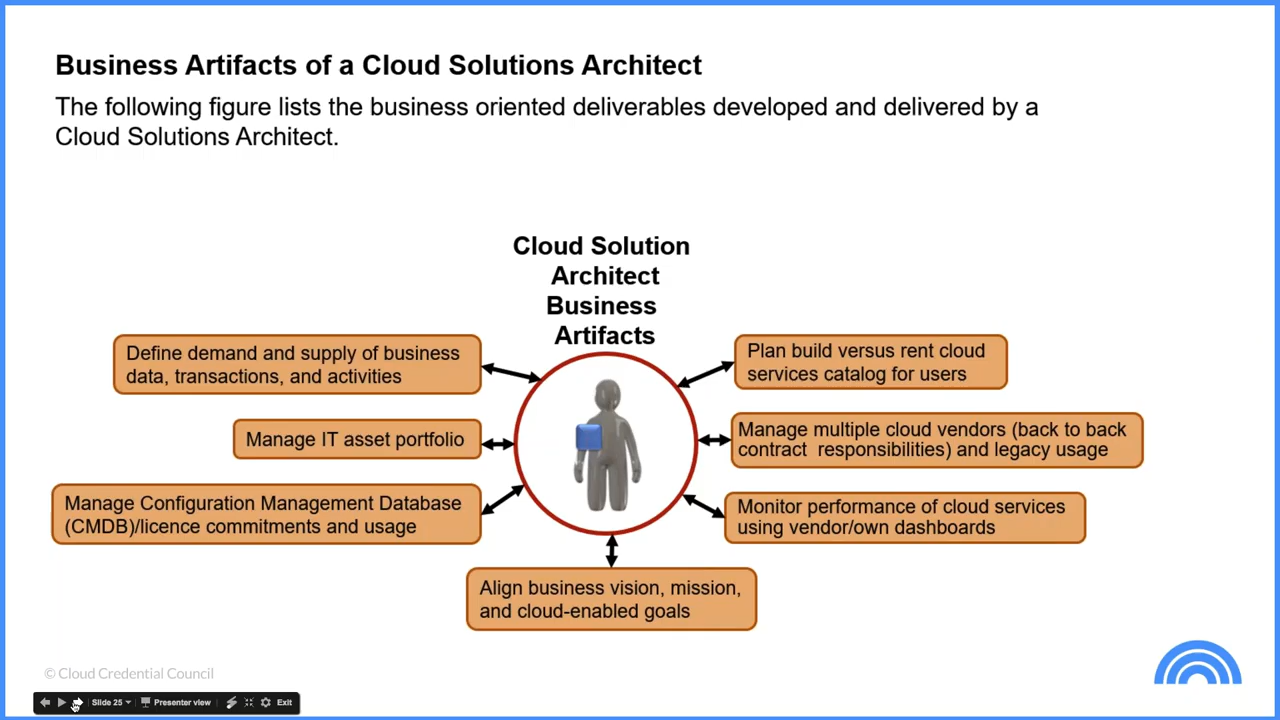 Business Artifacts of a Cloud Solutions Architect
The following figure lists the business oriented deliverables developed and delivered by a
Cloud Solutions Architect.
Cloud Solution
Architect
Business
Artifacts
Define demand and supply of business
data, transactions, and activities
Manage IT asset portfolio
Manage Configuration Management Database
(CMDB)/licence commitments and usage
Plan build versus rent cloud
services catalog for users
Manage multiple cloud vendors (back to back
contract responsibilities) and legacy usage
Monitor performance of cloud services
using vendor/own dashboards
Align business vision, mission,
and cloud-enabled goals
© Cloud Credential Council
Slide 25 Presenter view Exit